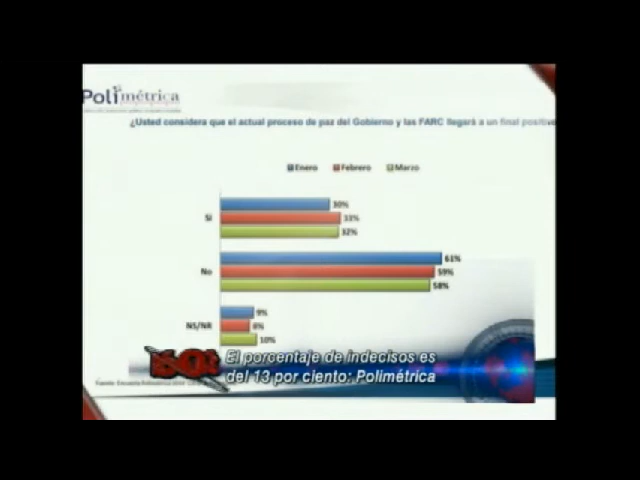 Polimétrica
¿Usted considera que el actual proceso de paz del Gobierno y las FARC llegará a un final positivo
Enero Febrero Marzo
Si
30%
33%
32%
No
61%
59%
58%
NS/NR
9%
8%
10%
El porcentaje de indecisos es
del 13 por ciento: Polimétrica